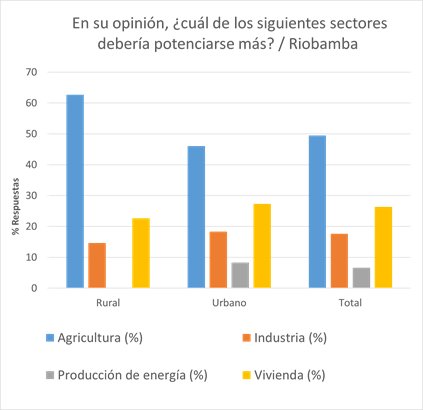 En su opinión, ¿cuál de los siguientes sectores
debería potenciarse más? / Riobamba
70
60
50
40
30
20
10
0
% Respuestas
Rural Urbano Total
Agricultura (%) Industria (%)
Producción de energía (%) Vivienda (%)